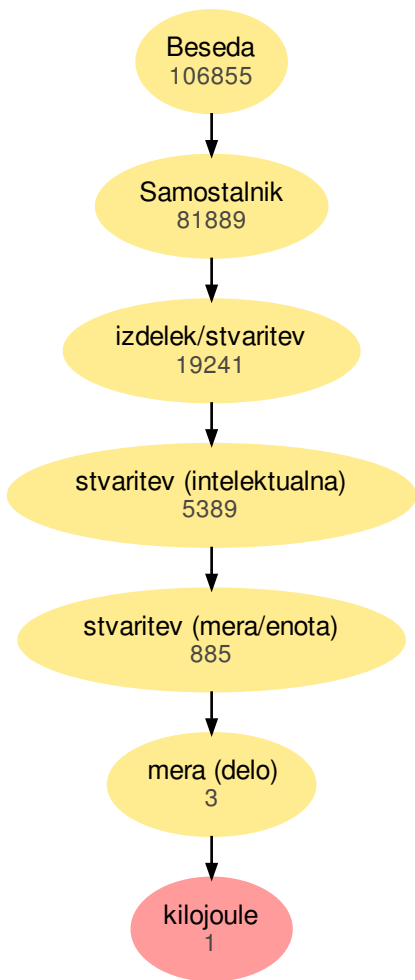 Beseda
106855
Samostalnik
81889
izdelek/stvaritev
19241
stvaritev (intelektualna)
5389
stvaritev (mera/enota)
885
mera (delo)
3
kilojoule
1